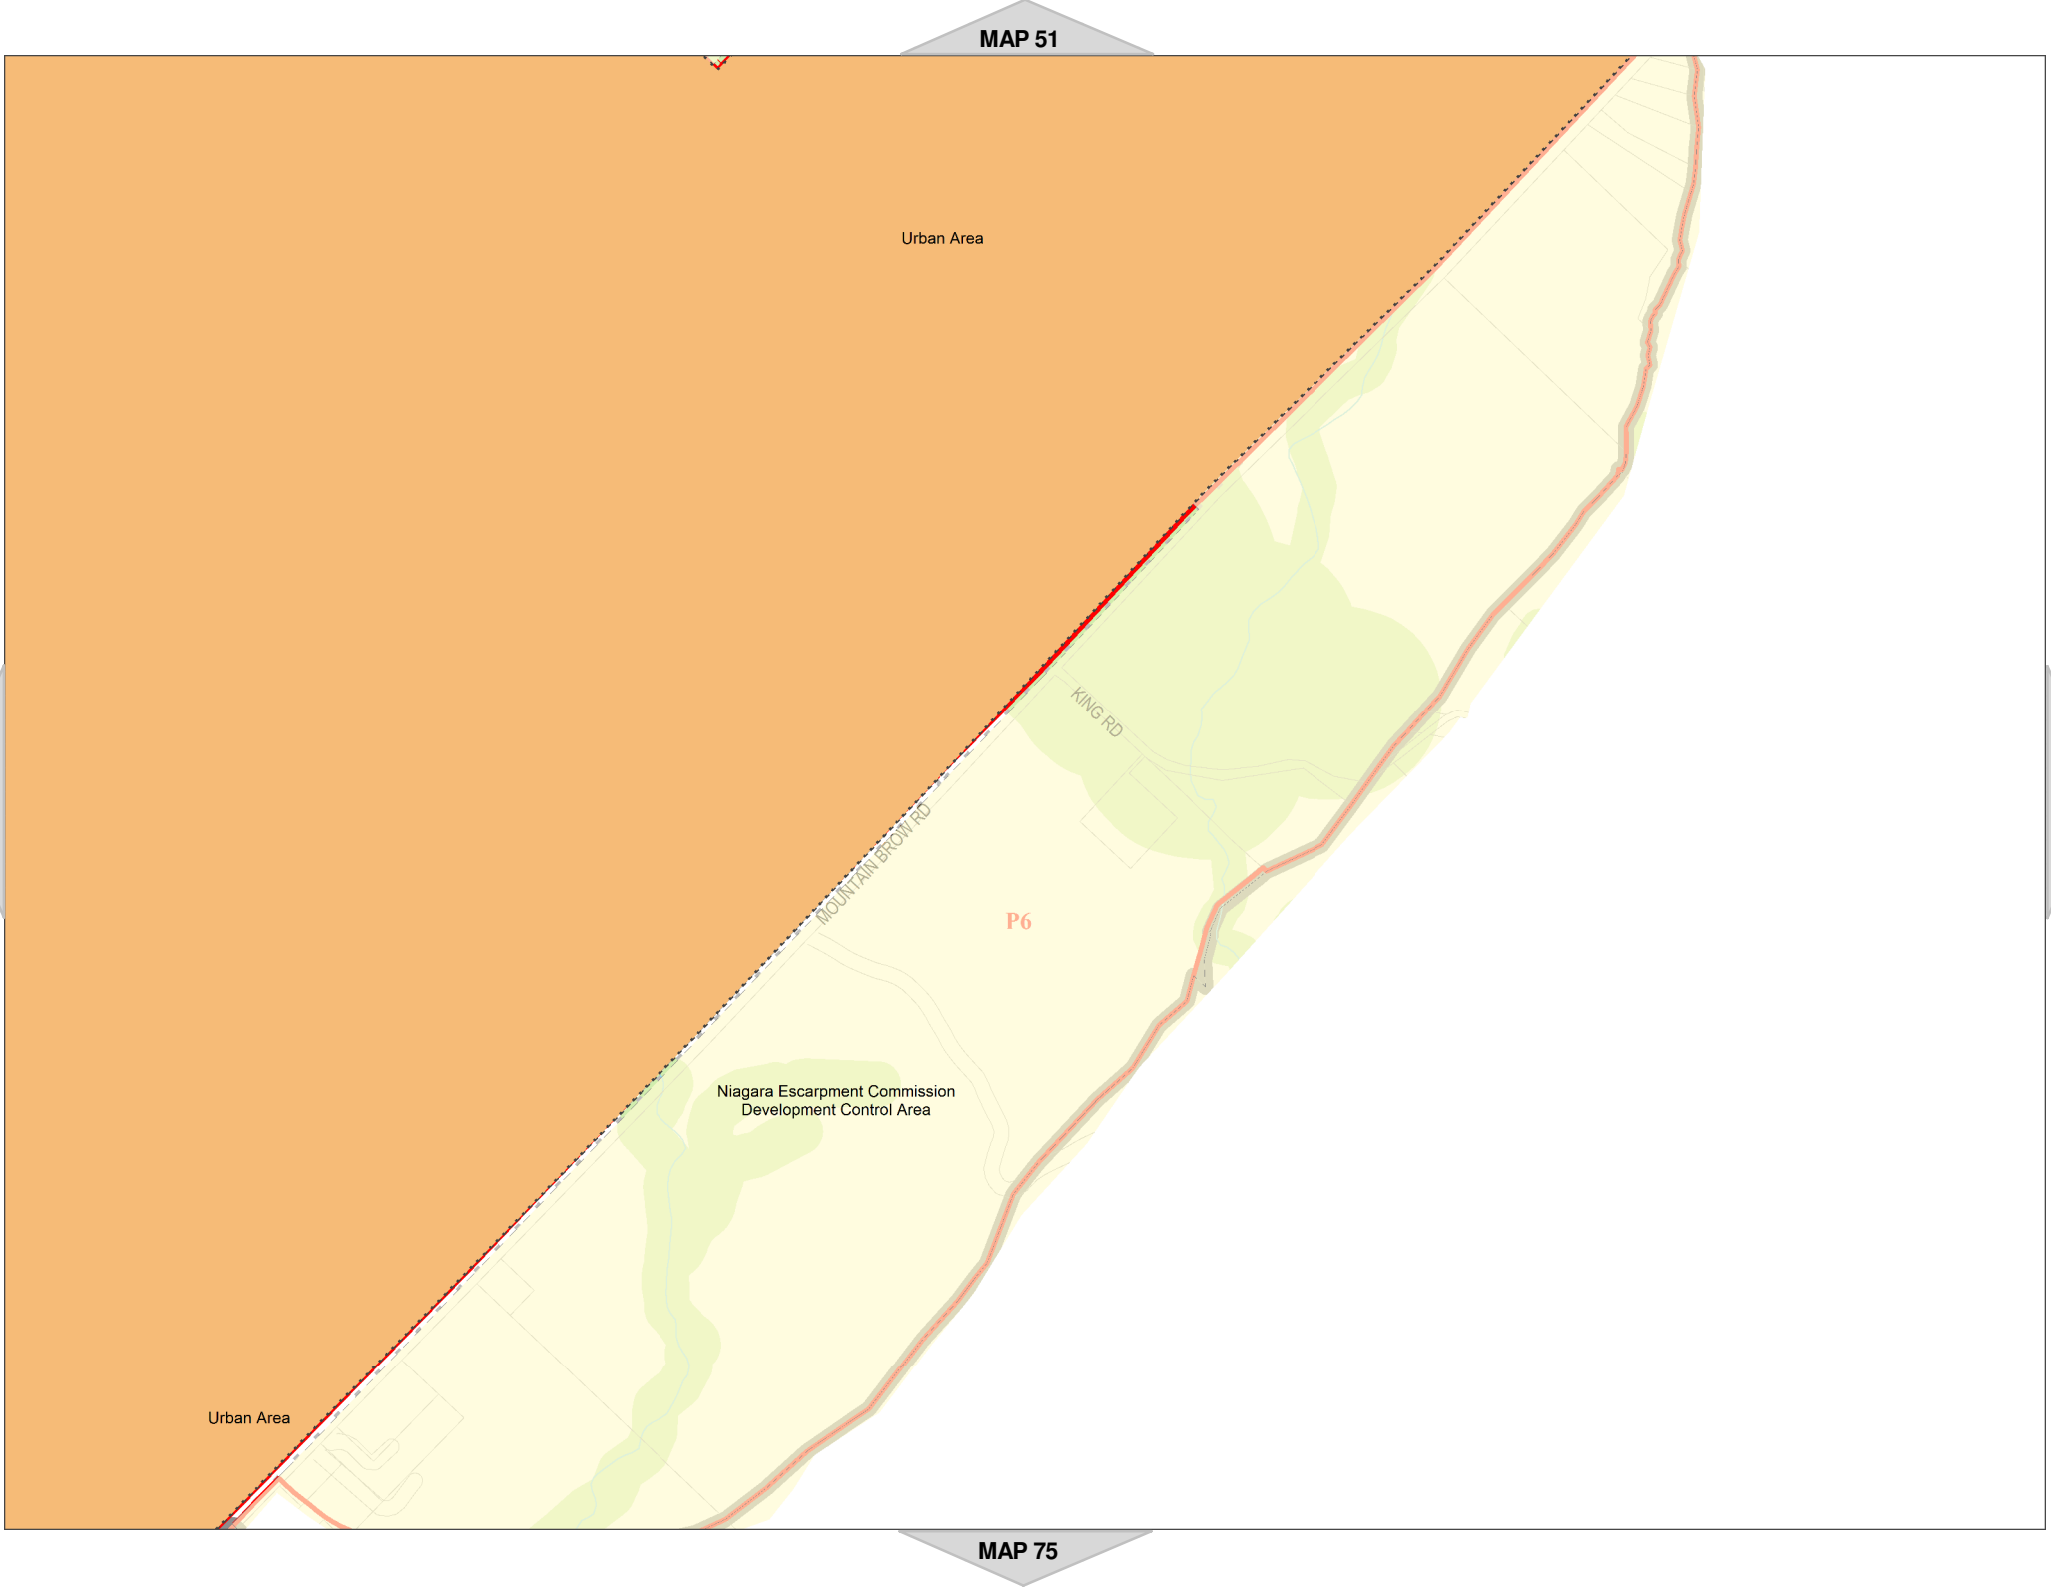 MAP 51
Urban Area
KING RD
MOUNTAIN BROW RD
P6
Niagara Escarpment Commission
Development Control Area
Urban Area
MAP 75